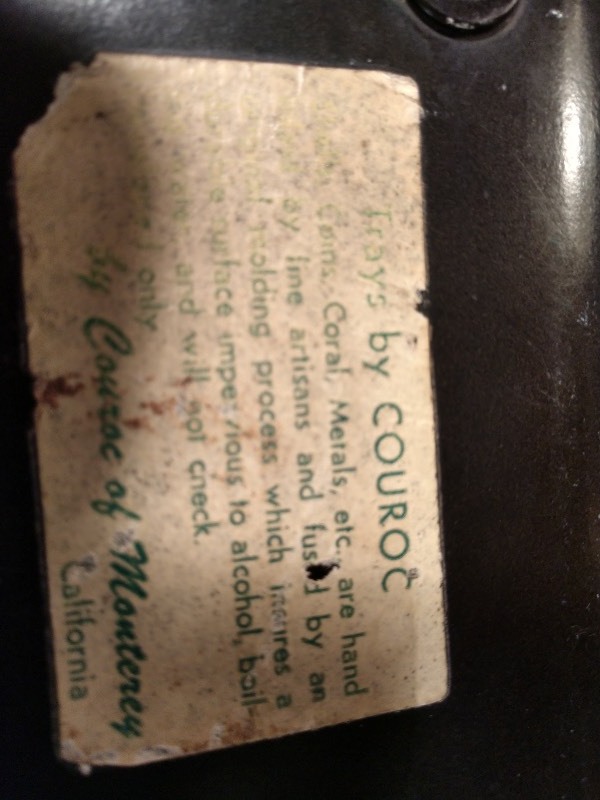 Trays by COUROC®
Coins, Coral, Metals, etc., are hand
by fine artisans and fused by an
molding process which insures a
surface impervious to alcohol, boil-
and will not check.
only
by Couroc of Monterey
California